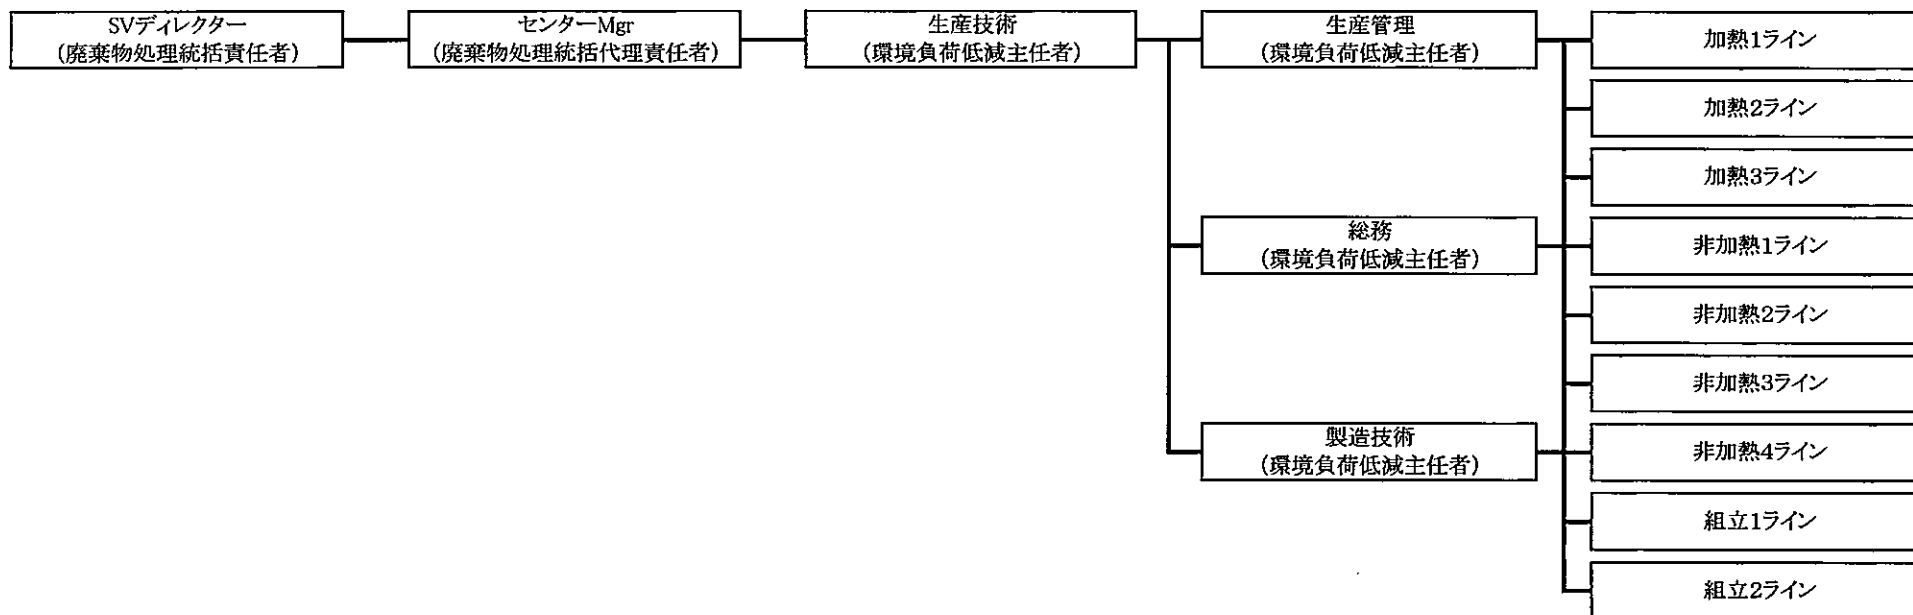 SVディレクター
(廃棄物処理統括責任者)
センターMgr
(廃棄物処理統括代理責任者)
生産技術
(環境負荷低減主任者)
生産管理
(環境負荷低減主任者)
加熱1ライン
加熱2ライン
加熱3ライン
総務
(環境負荷低減主任者)
非加熱1ライン
非加熱2ライン
非加熱3ライン
製造技術
(環境負荷低減主任者)
非加熱4ライン
組立1ライン
組立2ライン